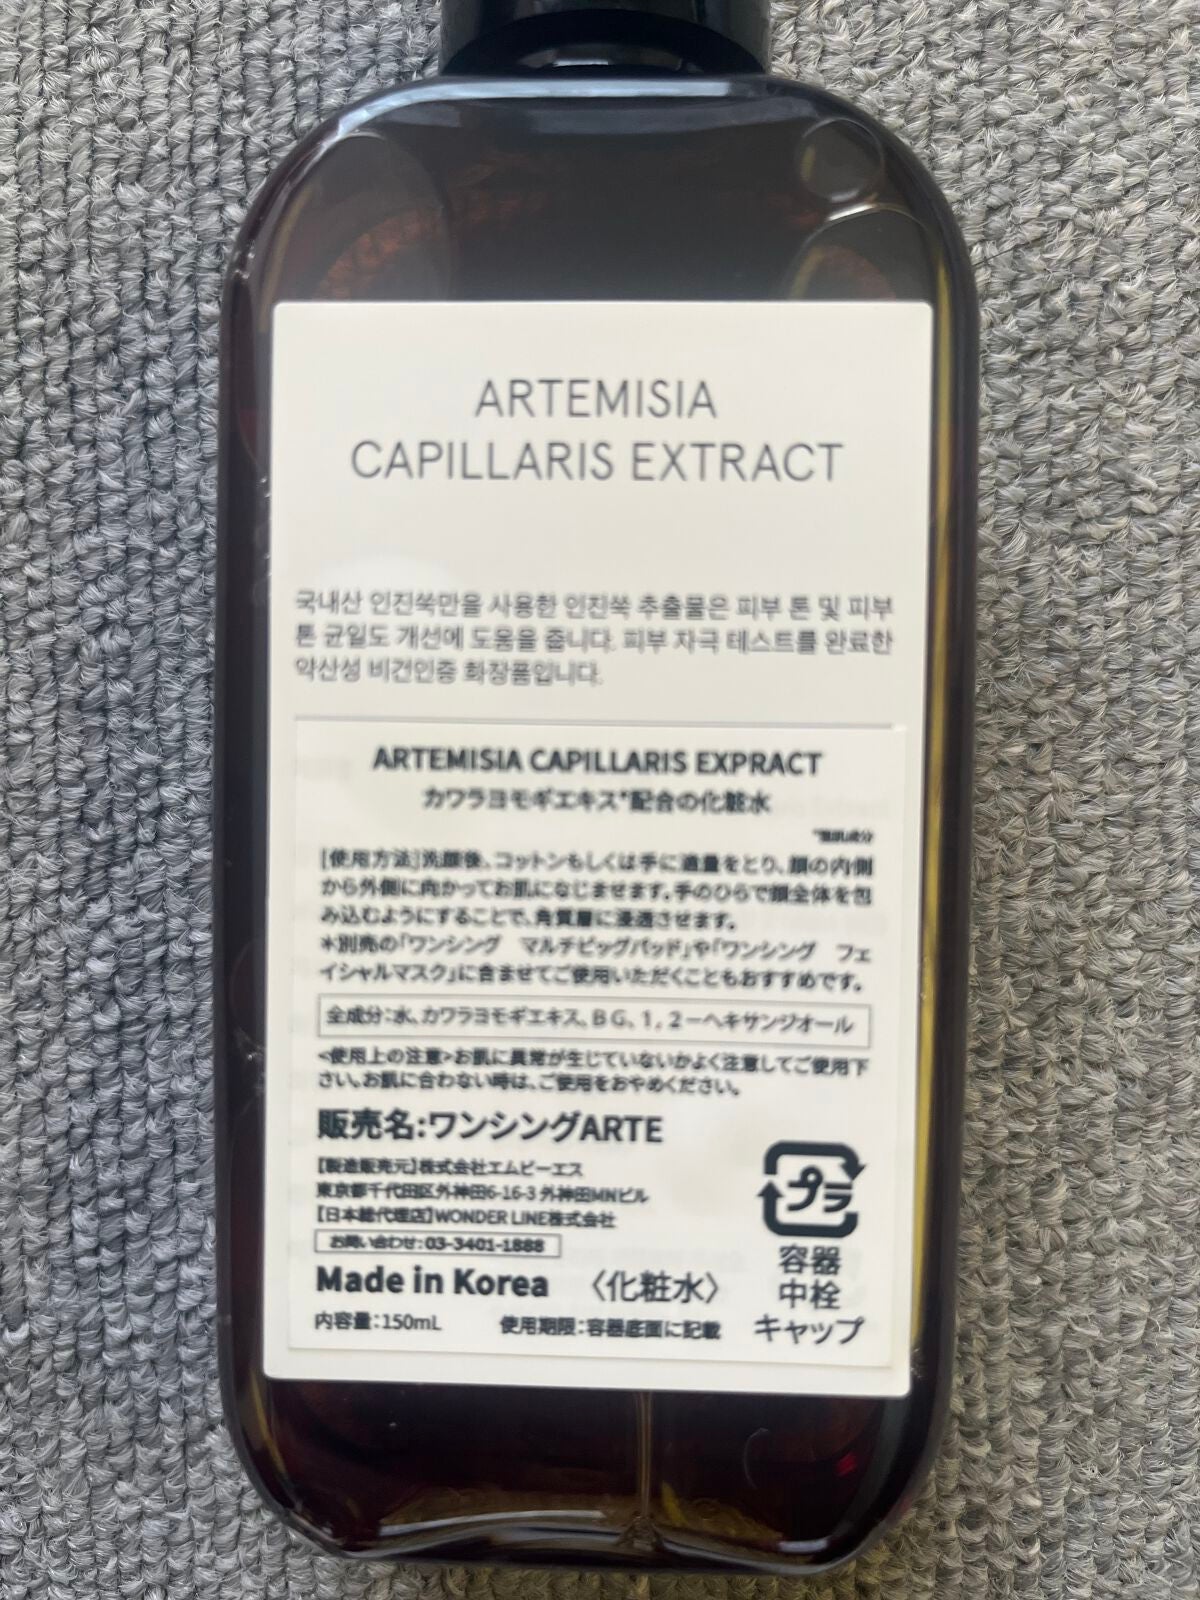 ARTEMISIA
CAPILLARIS EXTRACT
국내산 인진쑥만을 사용한 인진쑥 추출물은 피부 톤 및 피부
톤 균일도 개선에 도움을 줍니다. 피부 자극 테스트를 완료한
약산성 비건인증 화장품입니다.
ARTEMISIA CAPILLARIS EXPRACT
カワラヨモギエキス*配合の化粧水
*整肌成分
[使用方法]洗顔後、コットンもしくは手に適量をとり、顔の内側
から外側に向かってお肌になじませます。手のひらで顔全体を包
み込むようにすることで、角質層に浸透させます。
＊別売の「ワンシング　マルチビッグパッド」や「ワンシング　フェ
イシャルマスク」に含ませてご使用いただくこともおすすめです。
全成分：水、カワラヨモギエキス、ＢＧ、１，２－ヘキサンジオール
<使用上の注意>お肌に異常が生じていないかよく注意してご使用下
さい。お肌に合わない時は、ご使用をおやめください。
販売名:ワンシングARTE
【製造販売元】株式会社エムビーエス
東京都千代田区外神田6-16-3 外神田MNビル
【日本総代理店】WONDER LINE株式会社
お問い合わせ：03-3401-1888
プラ
Made in Korea 〈化粧水〉
内容量：150mL 使用期限：容器底面に記載
容器
中栓
キャップ